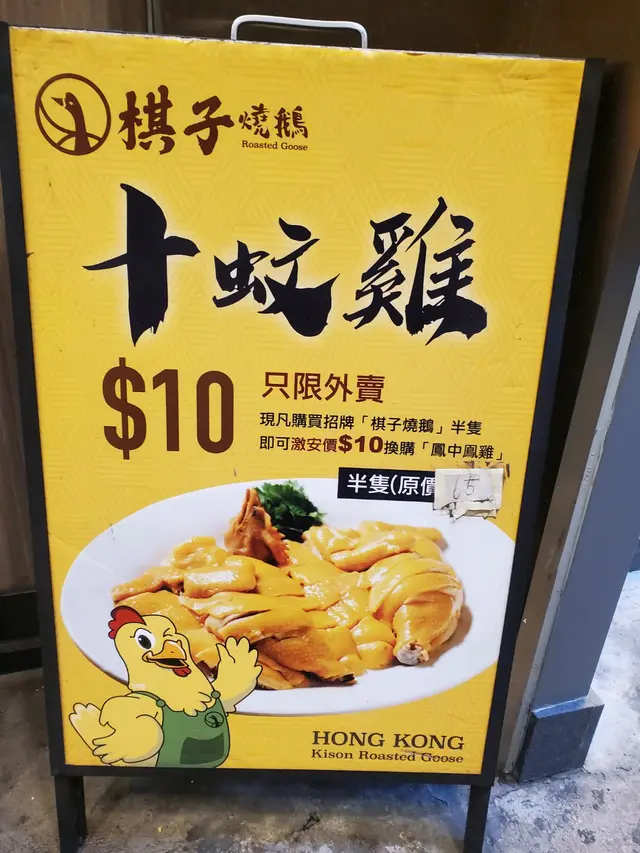 棋子燒鵝
Roasted Goose
十蚊雞
$10
只限外賣
現凡購買招牌「棋子燒鵝」半隻
即可激安價$10換購「鳳中鳳雞」
半隻(原價
HONG KONG
Kison Roasted Goose